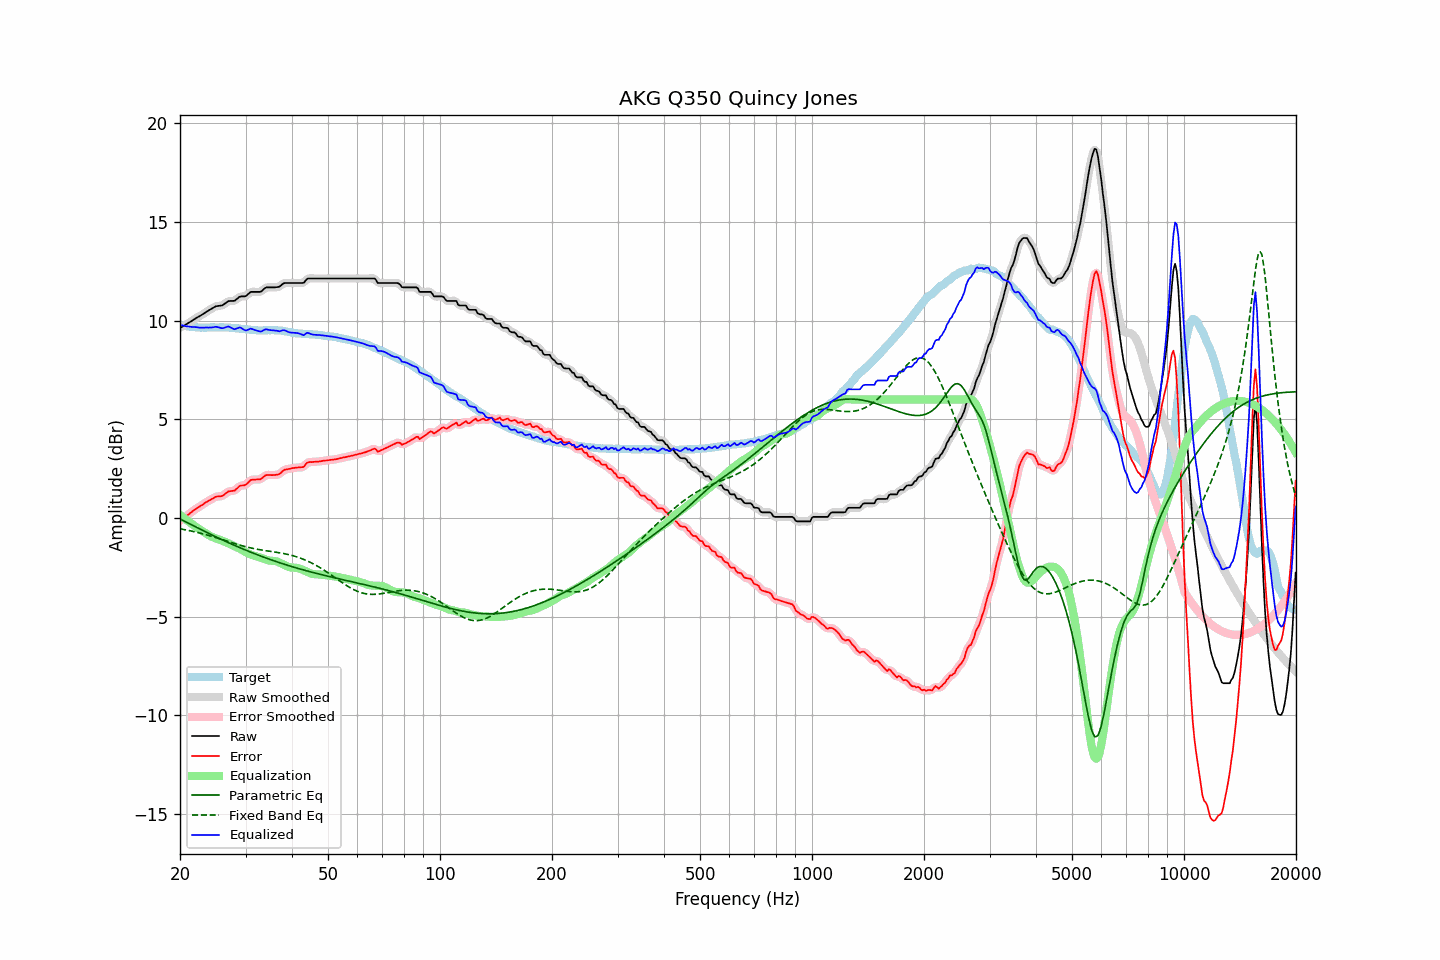 AKG Q350 Quincy Jones
Amplitude (dBr)
20
15
10
5
0
−5
−10
−15
Target
Raw Smoothed
Error Smoothed
Raw
Error
Equalization
Parametric Eq
Fixed Band Eq
Equalized
20 50 100 200 500 1000 2000 5000 10000 20000
Frequency (Hz)